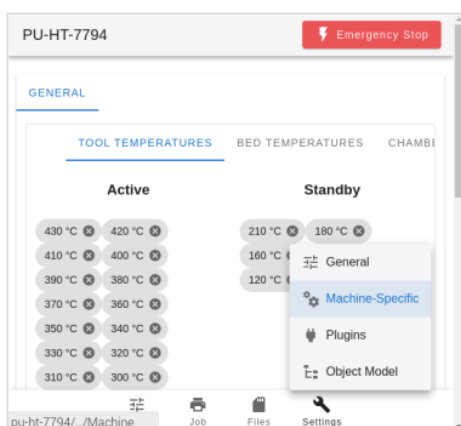 PU-HT-7794
Emergency Stop
GENERAL
TOOL TEMPERATURES BED TEMPERATURES CHAMBE
Active Standby
430 °C 420 °C 210 °C 180 °C
410 °C 400 °C 160 °C
390 °C 380 °C 120 °C
370 °C 360 °C
350 °C 340 °C
330 °C 320 °C
310 °C 300 °C
General
Machine-Specific
Plugins
Object Model
pu-ht-7794/.../Machine Job Files Settings